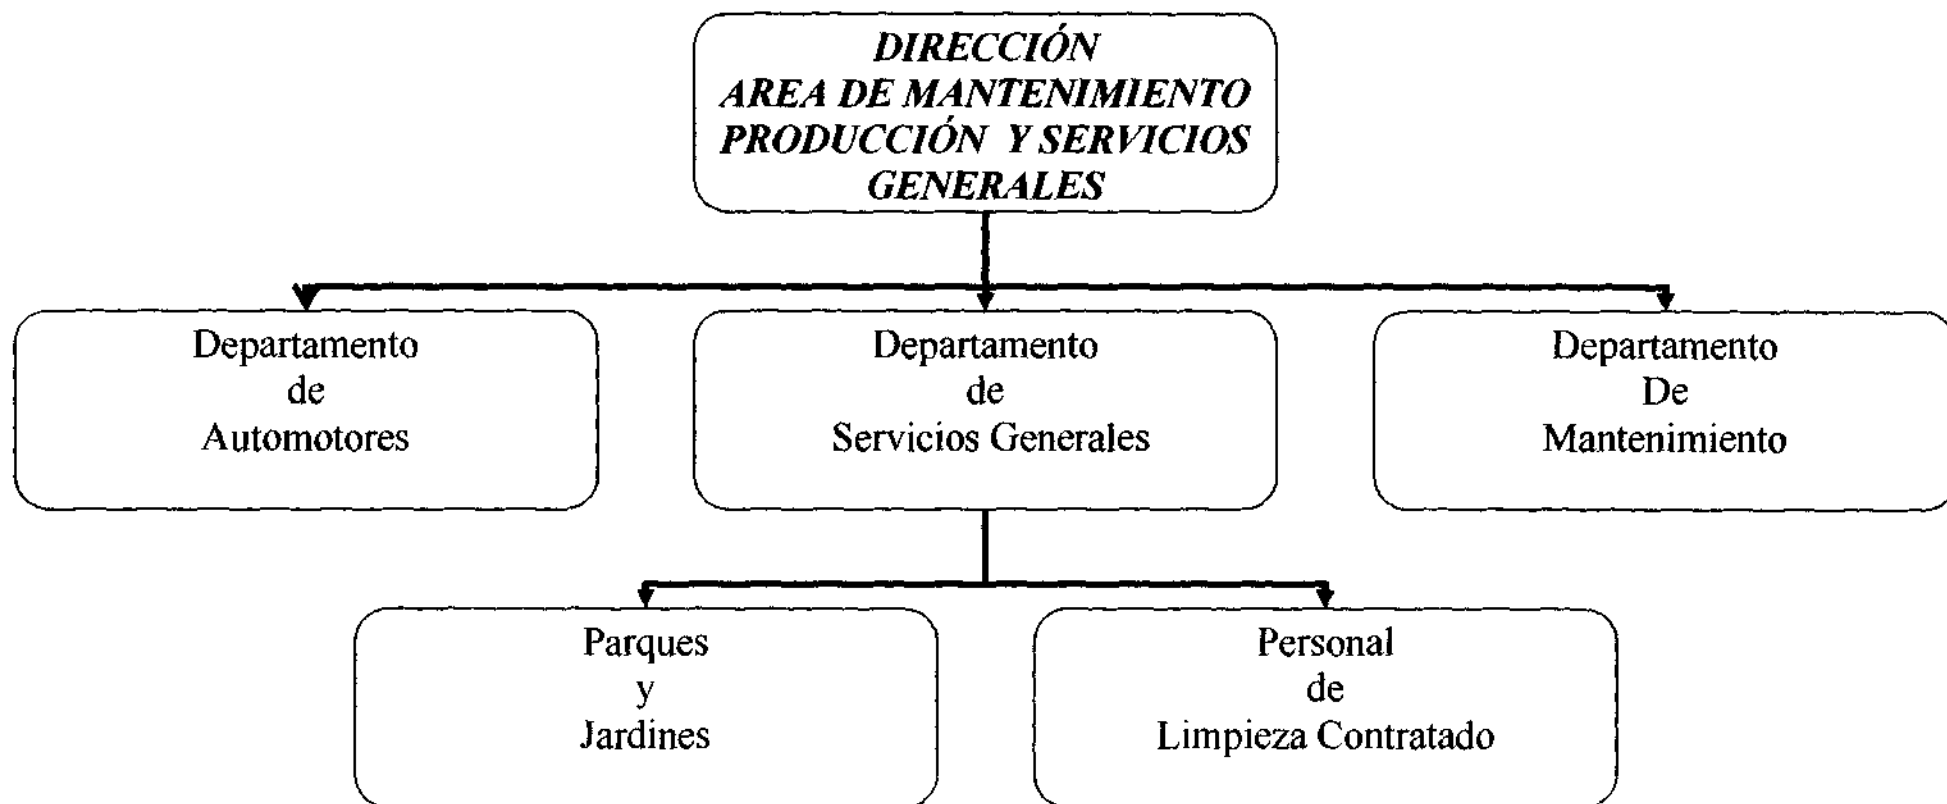 DIRECCIÓN
AREA DE MANTENIMIENTO
PRODUCCIÓN Y SERVICIOS
GENERALES
Departamento
de
Automotores
Departamento
de
Servicios Generales
Departamento
De
Mantenimiento
Parques
y
Jardines
Personal
de
Limpieza Contratado